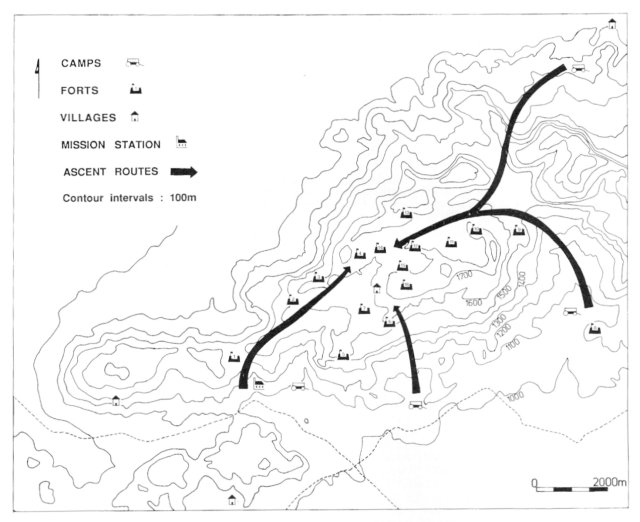 CAMPS
FORTS
VILLAGES
MISSION STATION
ASCENT ROUTES
Contour intervals : 100m
1700
1600
1500
1400
1300
1200
1100
1000
0 2000m